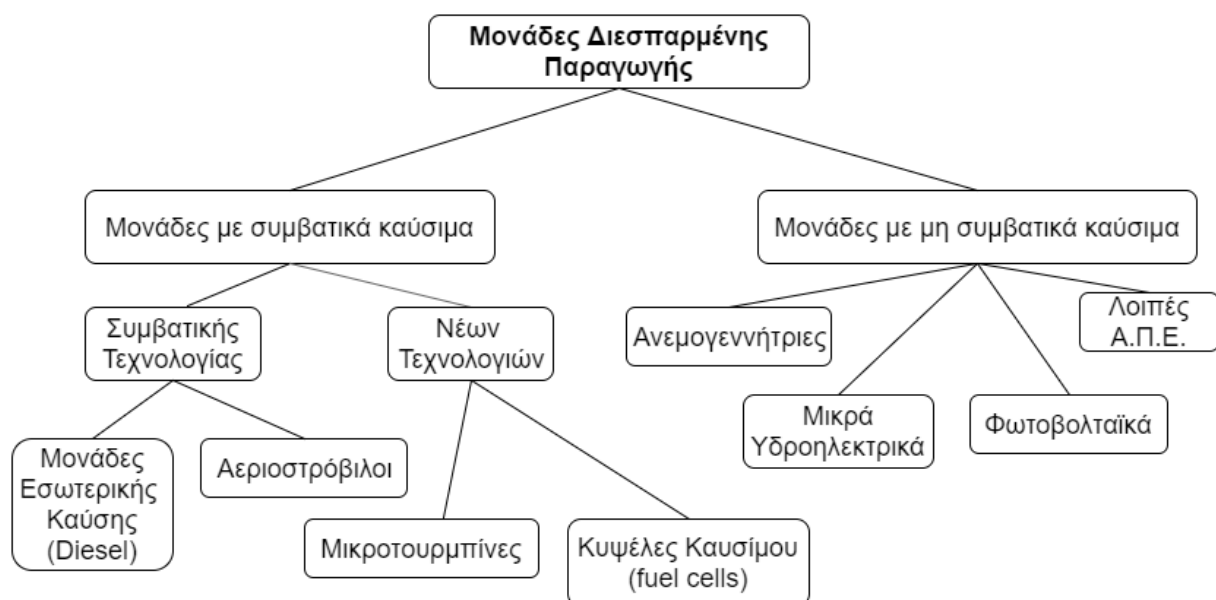 Μονάδες Διεσπαρμένης
Παραγωγής
Μονάδες με συμβατικά καύσιμα
Μονάδες με μη συμβατικά καύσιμα
Συμβατικής
Τεχνολογίας
Νέων
Τεχνολογιών
Ανεμογεννήτριες
Λοιπές
Α.Π.Ε.
Μικρά
Υδροηλεκτρικά
Φωτοβολταϊκά
Μονάδες
Εσωτερικής
Καύσης
(Diesel)
Αεριοστρόβιλοι
Μικροτουρμπίνες
Κυψέλες Καυσίμου
(fuel cells)